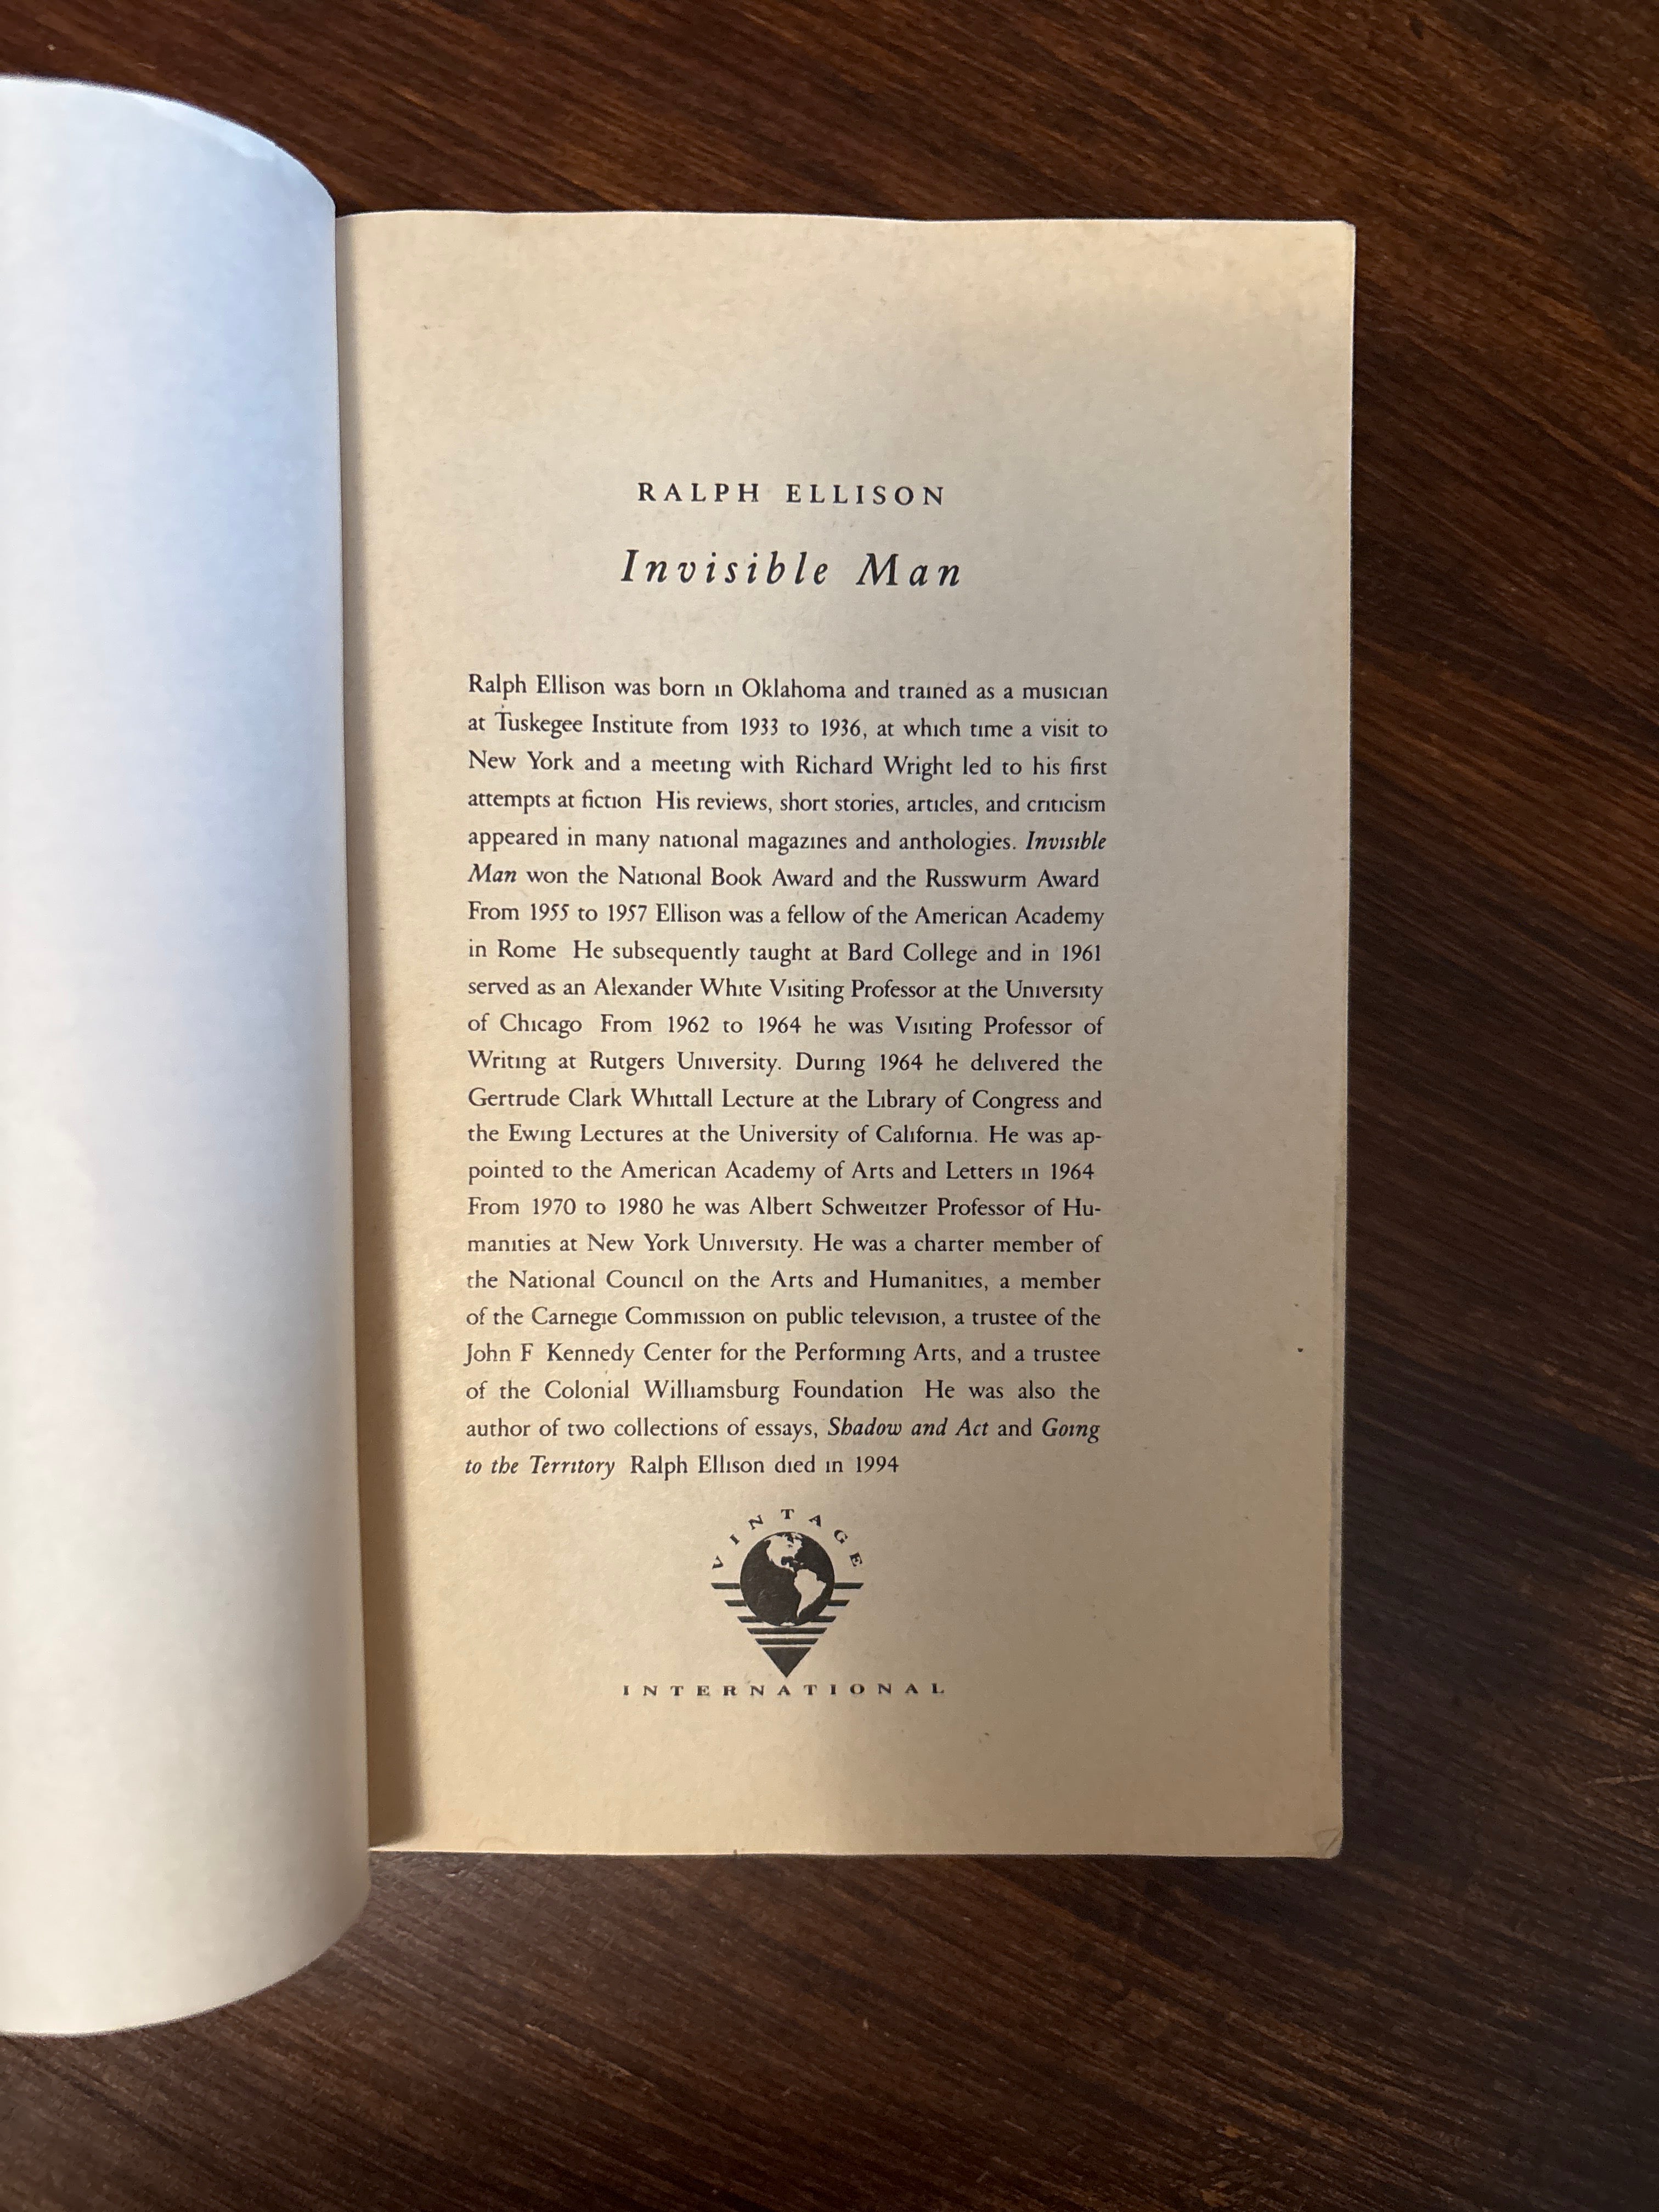 RALPH ELLISON
Invisible Man
Ralph Ellison was born in Oklahoma and trained as a musician
at Tuskegee Institute from 1933 to 1936, at which time a visit to
New York and a meeting with Richard Wright led to his first
attempts at fiction His reviews, short stories, articles, and criticism
appeared in many national magazines and anthologies. Invisible
Man won the National Book Award and the Russwurm Award
From 1955 to 1957 Ellison was a fellow of the American Academy
in Rome He subsequently taught at Bard College and in 1961
served as an Alexander White Visiting Professor at the University
of Chicago From 1962 to 1964 he was Visiting Professor of
Writing at Rutgers University. During 1964 he delivered the
Gertrude Clark Whittall Lecture at the Library of Congress and
the Ewing Lectures at the University of California. He was ap-
pointed to the American Academy of Arts and Letters in 1964
From 1970 to 1980 he was Albert Schweitzer Professor of Hu-
manities at New York University. He was a charter member of
the National Council on the Arts and Humanities, a member
of the Carnegie Commission on public television, a trustee of the
John F Kennedy Center for the Performing Arts, and a trustee
of the Colonial Williamsburg Foundation He was also the
author of two collections of essays, Shadow and Act and Going
to the Territory Ralph Ellison died in 1994
VINTAGE
INTERNATIONAL